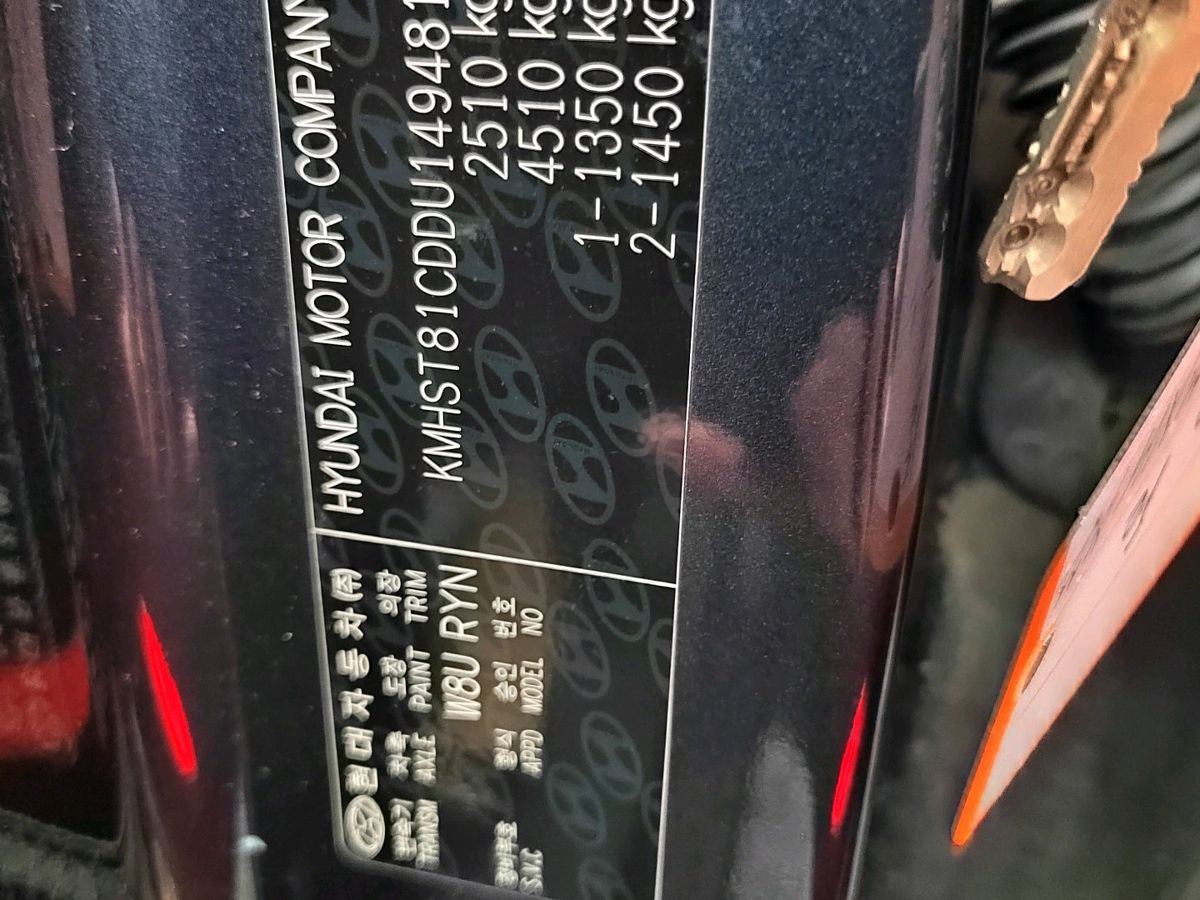 현대자동차(주)
변속기 차축 도장 의장
TRANSM AXLE PAINT TRIM
W8U RYN
형식 승인 번호
S.V.E APPD MODEL NO
HYUNDAI MOTOR COMPANY
KMHST81CDDU149481
2510 kg
4510 kg
1-1350 kg
2-1450 kg